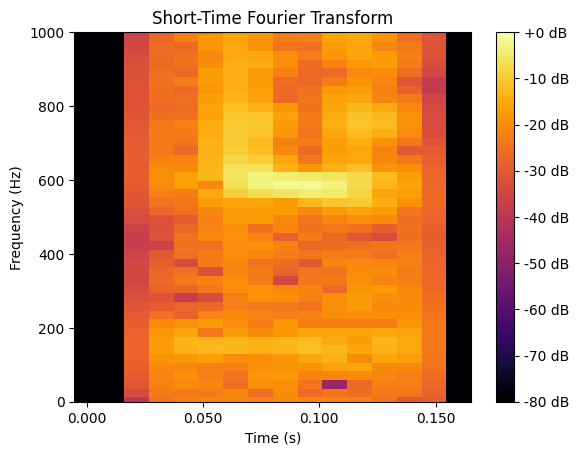 Short-Time Fourier Transform
1000
800
600
400
200
0
Frequency (Hz)
0.000
0.050
0.100
0.150
Time (s)
+0 dB
-10 dB
-20 dB
-30 dB
-40 dB
-50 dB
-60 dB
-70 dB
-80 dB